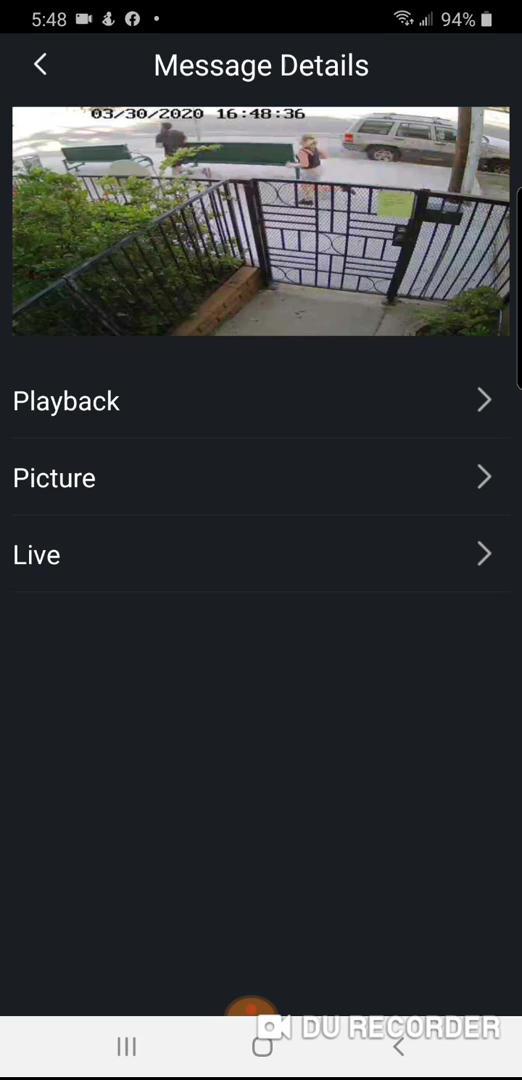 5:48 94%
Message Details
03/30/2020 16:48:36
Playback
Picture
Live
DU RECORDER